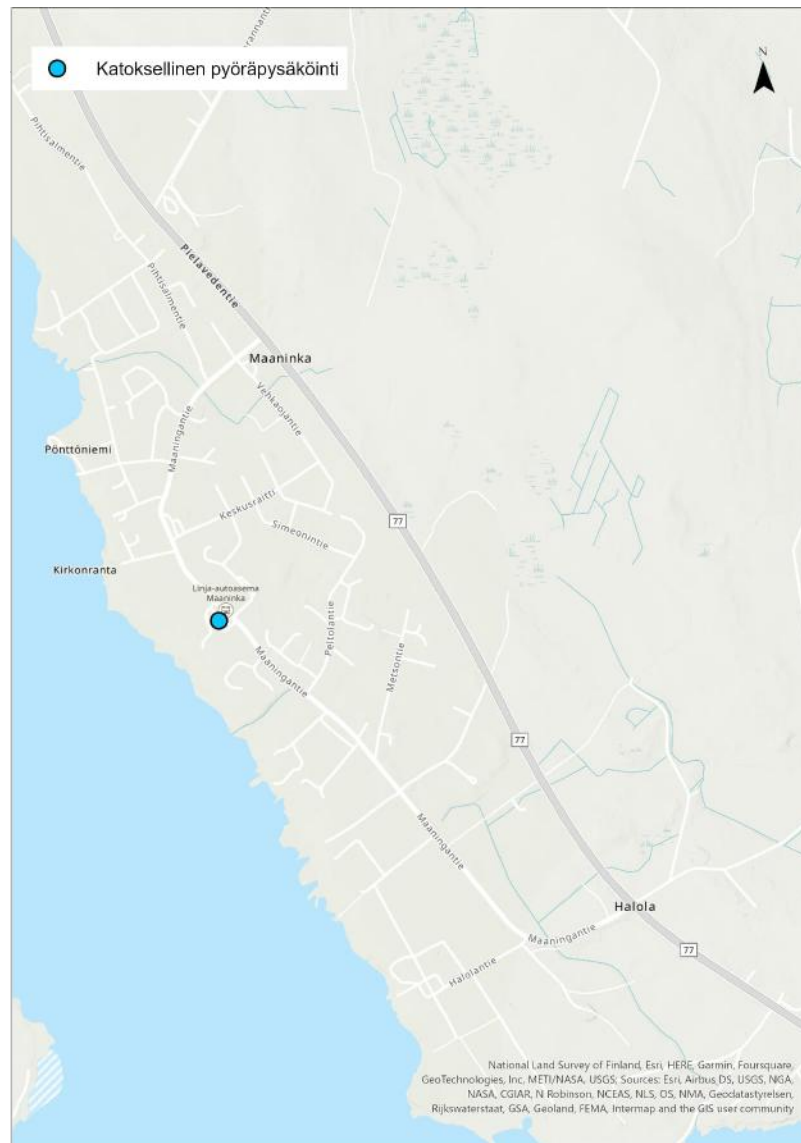 Katoksellinen pyöräpysäköinti
N
Pihtisalmentie
Pielavedentie
Pihtisalmentie
Maaninka
Vehkaojantie
Maaningantie
Pönttöniemi
Keskusraitti
77
Simeonintie
Kirkonranta
Linja-autoasema
Maaninka
Peltolantie
Metsontie
Maaningantie
77
Maaningantie
Halola
Maaningantie
77
Halolantie
National Land Survey of Finland, Esri, HERE, Garmin, Foursquare,
GeoTechnologies, Inc, METI/NASA, USGS; Sources: Esri, Airbus DS, USGS, NGA,
NASA, CGIAR, N Robinson, NCEAS, NLS, OS, NMA, Geodatastyrelsen,
Rijkswaterstaat, GSA, Geoland, FEMA, Intermap and the GIS user community